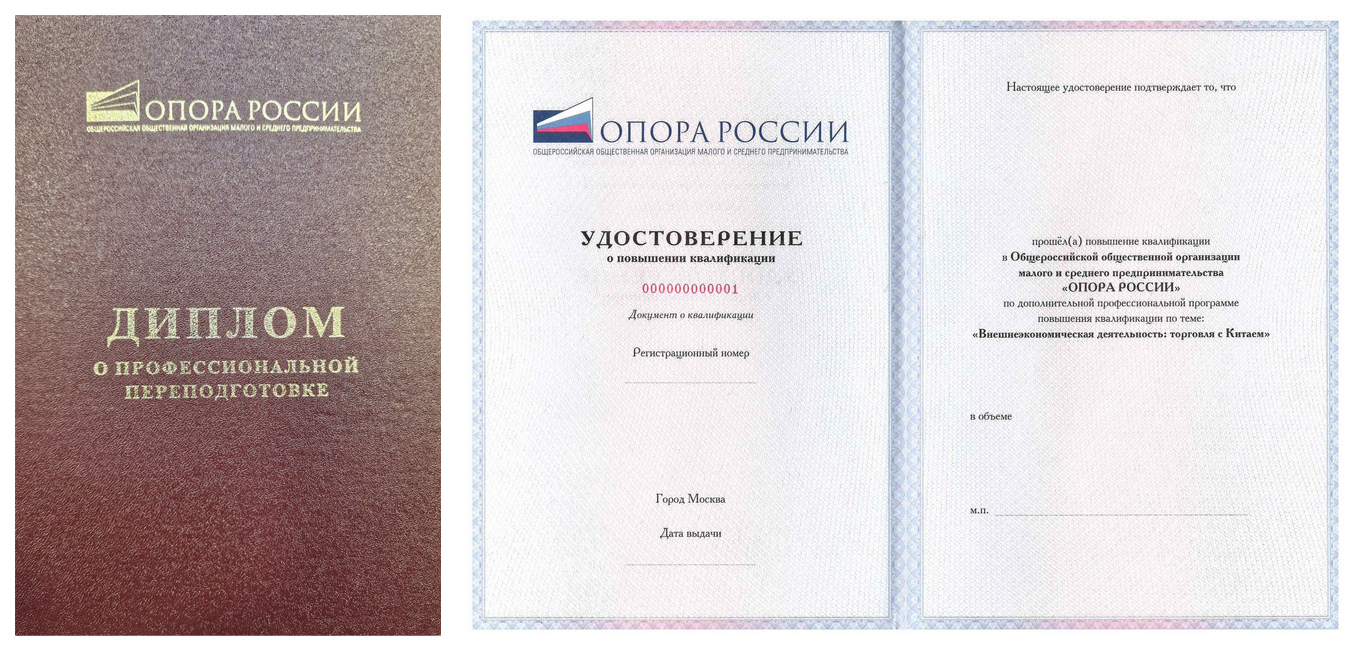 ОПОРА РОССИИ
ОБЩЕРОССИЙСКАЯ ОБЩЕСТВЕННАЯ ОРГАНИЗАЦИЯ МАЛОГО И СРЕДНЕГО ПРЕДПРИНИМАТЕЛЬСТВА
ДИПЛОМ
О ПРОФЕССИОНАЛЬНОЙ
ПЕРЕПОДГОТОВКЕ
ОПОРА РОССИИ
ОБЩЕРОССИЙСКАЯ ОБЩЕСТВЕННАЯ ОРГАНИЗАЦИЯ МАЛОГО И СРЕДНЕГО ПРЕДПРИНИМАТЕЛЬСТВА
УДОСТОВЕРЕНИЕ
о повышении квалификации
000000000001
Документ о квалификации
Регистрационный номер
Город Москва
Дата выдачи
Настоящее удостоверение подтверждает то, что
прошёл(а) повышение квалификации
в Общероссийской общественной организации
малого и среднего предпринимательства
«ОПОРА РОССИИ»
по дополнительной профессиональной программе
повышения квалификации по теме:
«Внешнеэкономическая деятельность: торговля с Китаем»
в объеме
м.п.